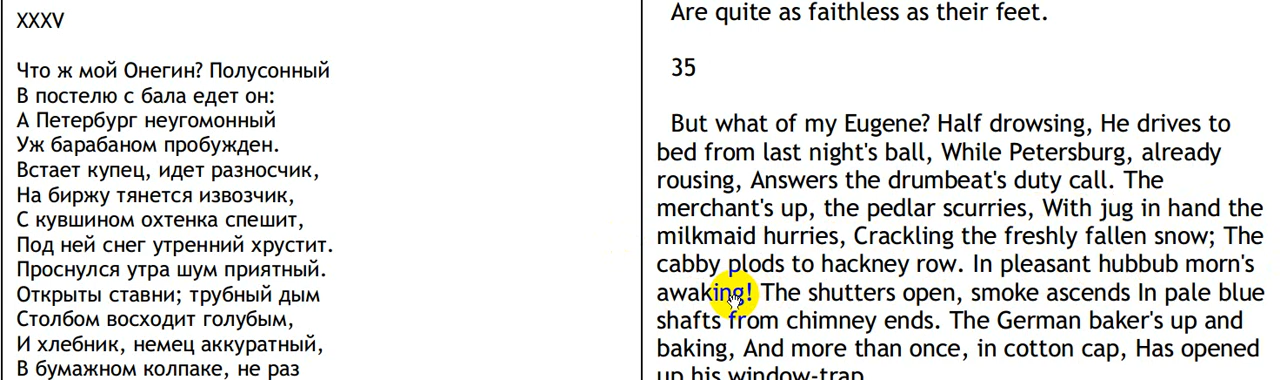 XXXV
Что ж мой Онегин? Полусонный
В постелю с бала едет он:
А Петербург неугомонный
Уж барабаном пробужден.
Встает купец, идет разносчик,
На биржу тянется извозчик,
С кувшином охтенка спешит,
Под ней снег утренний хрустит.
Проснулся утра шум приятный.
Открыты ставни; трубный дым
Столбом восходит голубым,
И хлебник, немец аккуратный,
В бумажном колпаке, не раз
Are quite as faithless as their feet.
35
But what of my Eugene? Half drowsing, He drives to
bed from last night's ball, While Petersburg, already
rousing, Answers the drumbeat's duty call. The
merchant's up, the pedlar scurries, With jug in hand the
milkmaid hurries, Crackling the freshly fallen snow; The
cabby plods to hackney row. In pleasant hubbub morn's
awaking! The shutters open, smoke ascends In pale blue
shafts from chimney ends. The German baker's up and
baking, And more than once, in cotton cap, Has opened
up his window-trap.